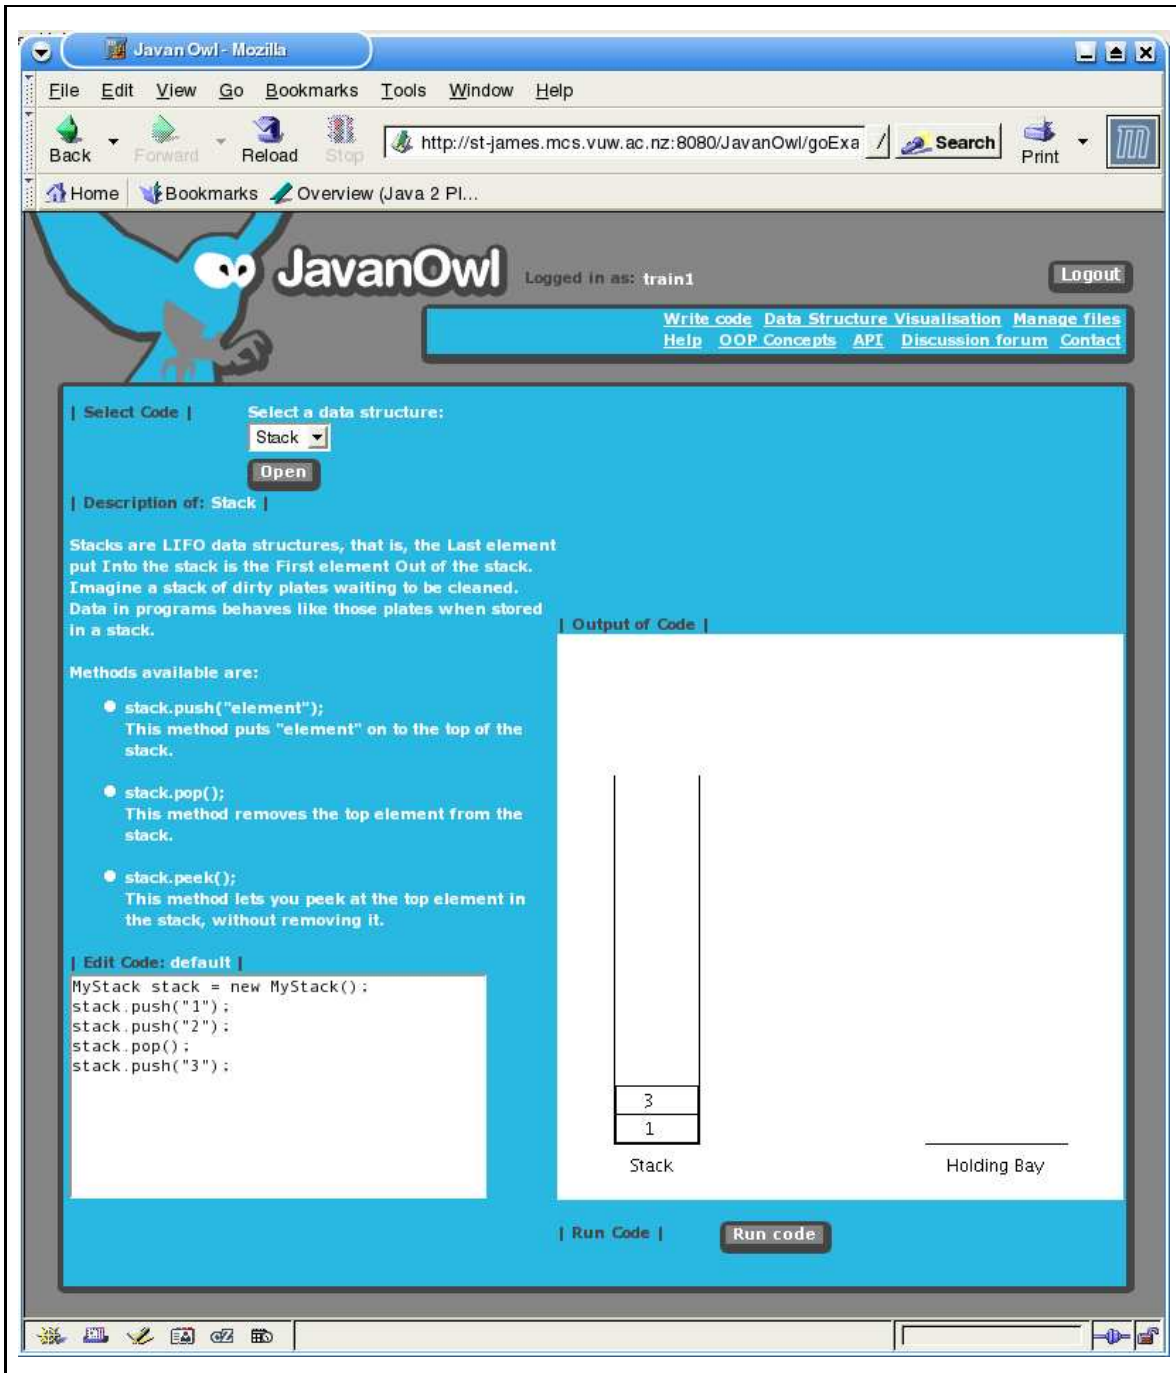 Javan Owl - Mozilla
File Edit View Go Bookmarks Tools Window Help
Back Forward Reload Stop http://st-james.mcs.vuw.ac.nz:8080/JavanOwl/goExa Search Print
Home Bookmarks Overview (Java 2 Pl...
JavanOwl Logged in as: train1 Logout
Write code Data Structure Visualisation Manage files
Help OOP Concepts API Discussion forum Contact
| Select Code | Select a data structure:
Stack
Open
| Description of: Stack |
Stacks are LIFO data structures, that is, the Last element
put Into the stack is the First element Out of the stack.
Imagine a stack of dirty plates waiting to be cleaned.
Data in programs behaves like those plates when stored
in a stack.
Methods available are:
stack.push("element");
This method puts "element" on to the top of the
stack.
stack.pop();
This method removes the top element from the
stack.
stack.peek();
This method lets you peek at the top element in
the stack, without removing it.
| Edit Code: default |
MyStack stack = new MyStack();
stack.push("1");
stack.push("2");
stack.pop();
stack.push("3");
| Output of Code |
3
1
Stack Holding Bay
| Run Code | Run code